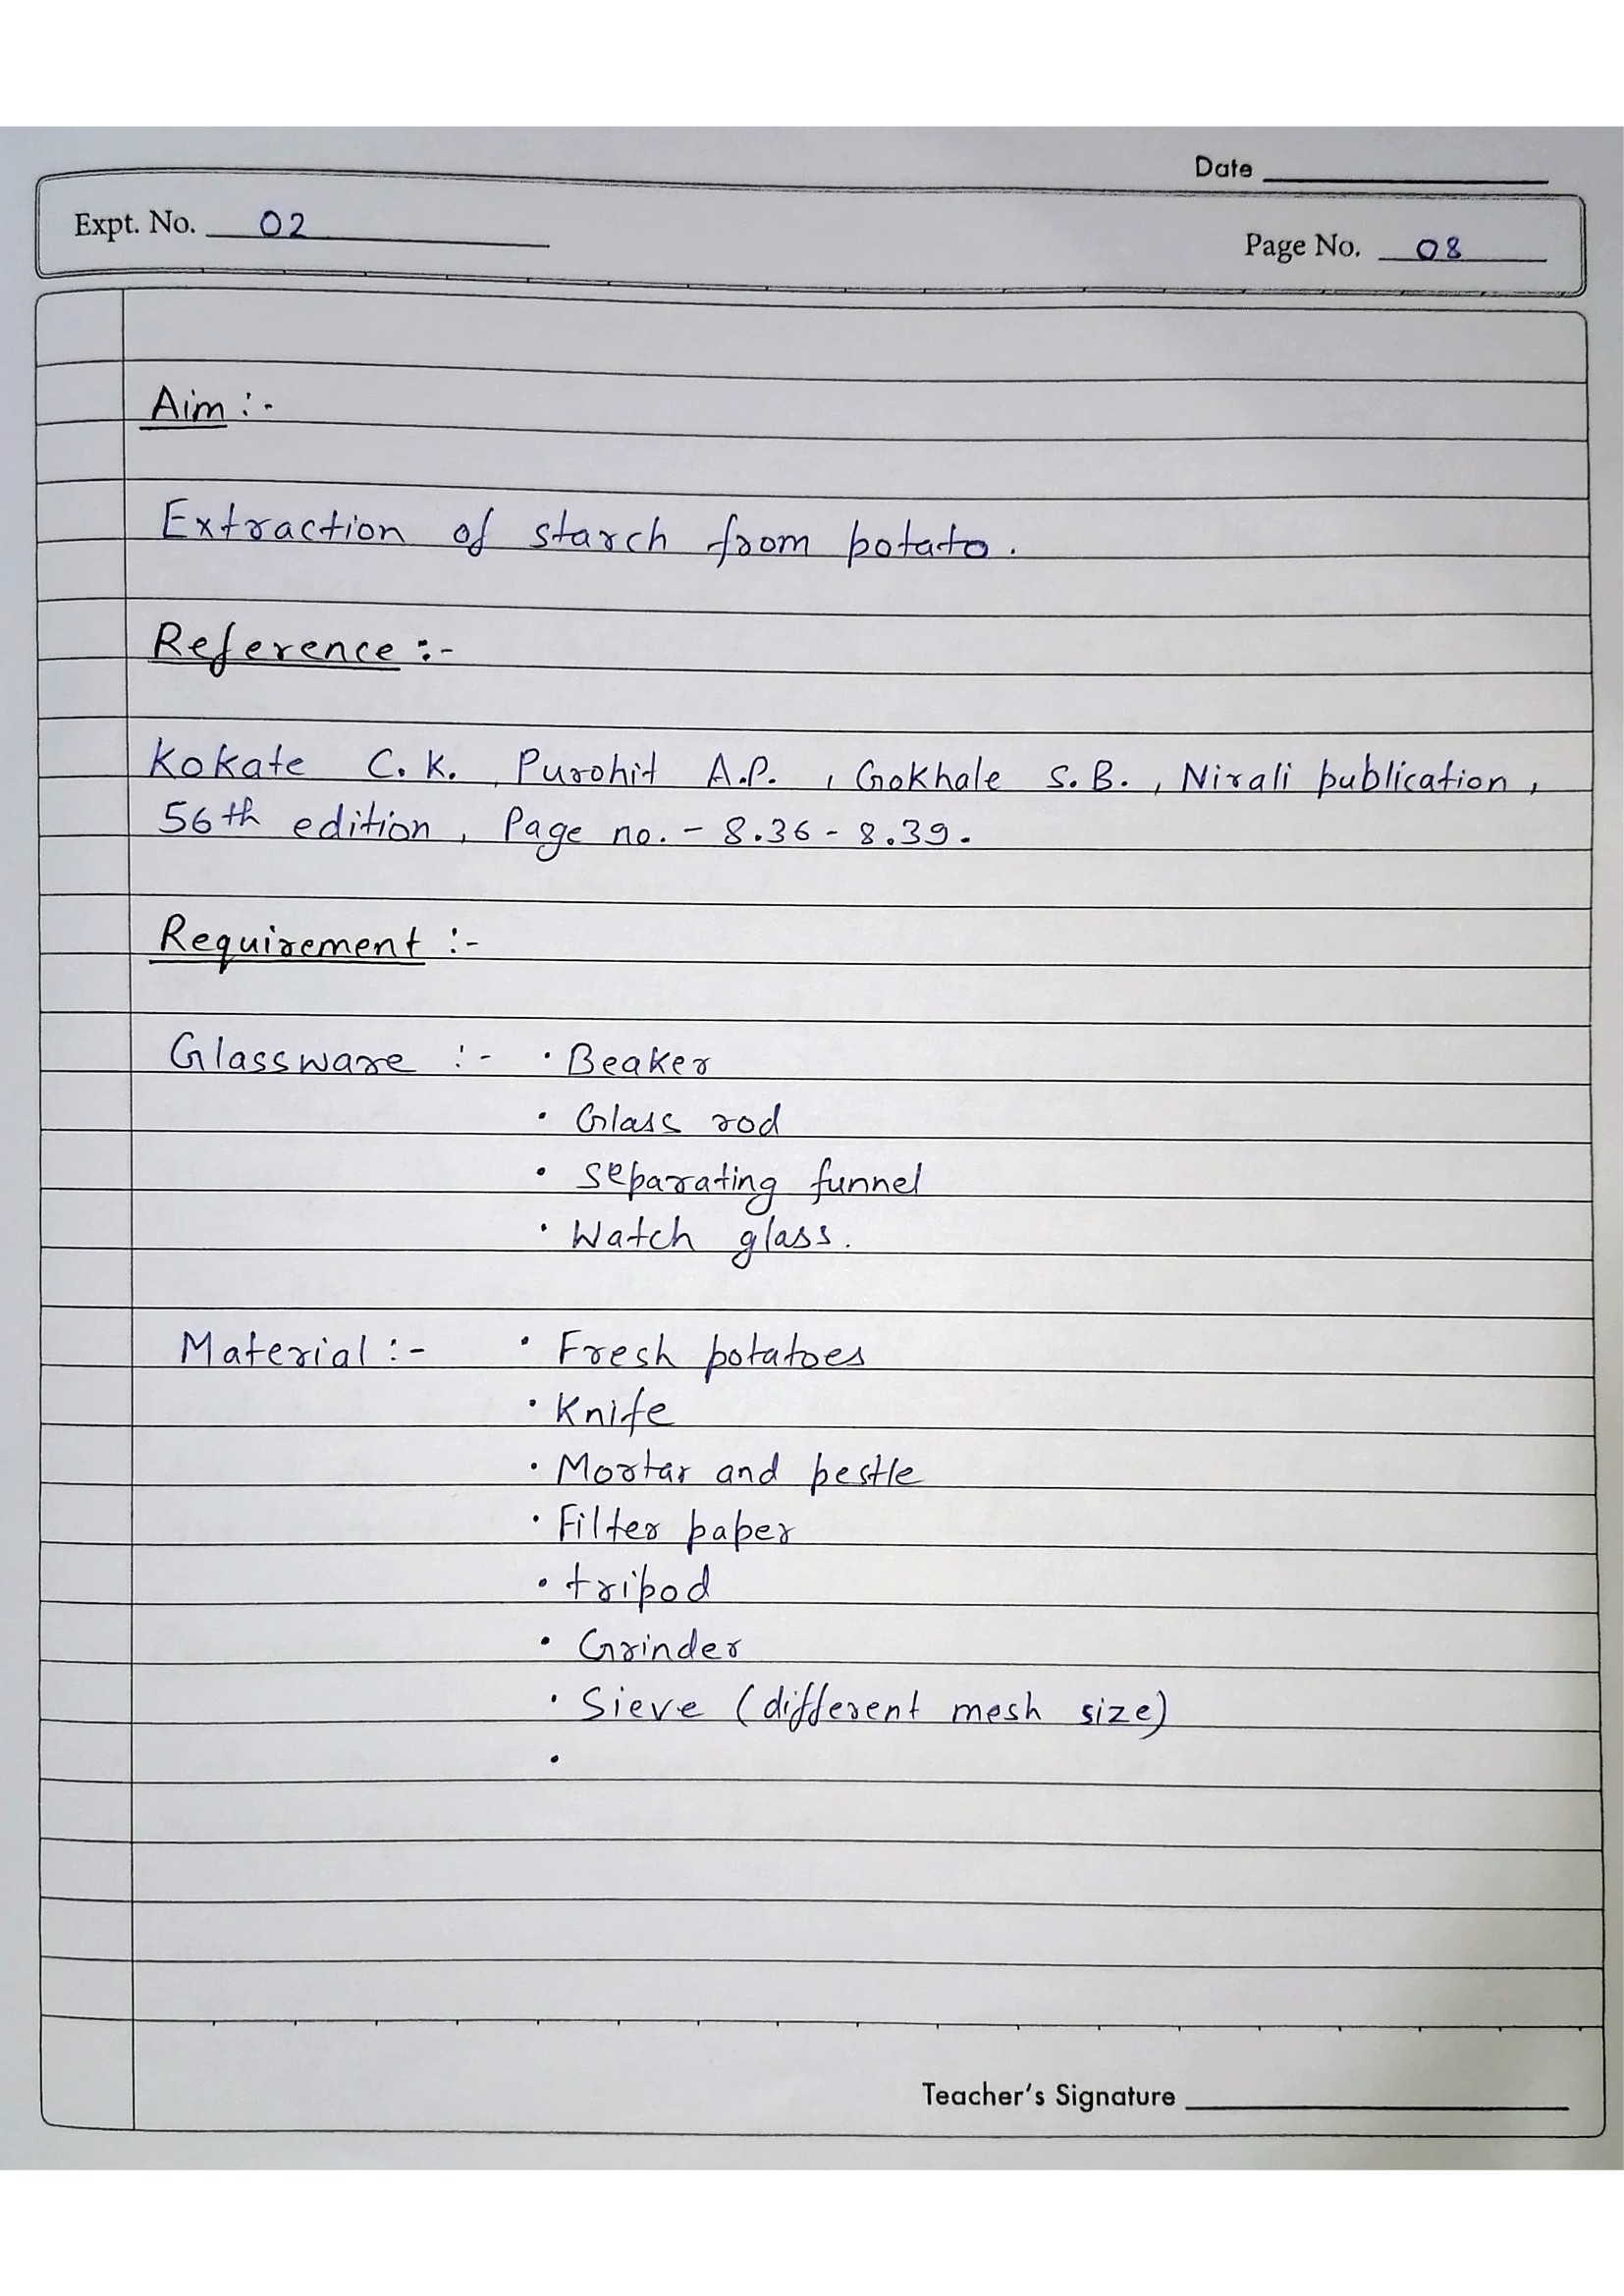 Date
Expt. No. 02
Page No. 08
Aim :-
Extraction of starch from potato.
Reference :-
Kokate C. K. , Purohit A.P. , Gokhale S. B. , Nirali publication ,
56th edition , Page no. - 8.36 - 8.39.
Requirement :-
Glassware :- • Beaker
• Glass rod
• separating funnel
• Watch glass.
Material :- • Fresh potatoes
• Knife
• Mortar and pestle
• Filter paper
• tripod
• Grinder
• Sieve (different mesh size)
•
Teacher's Signature